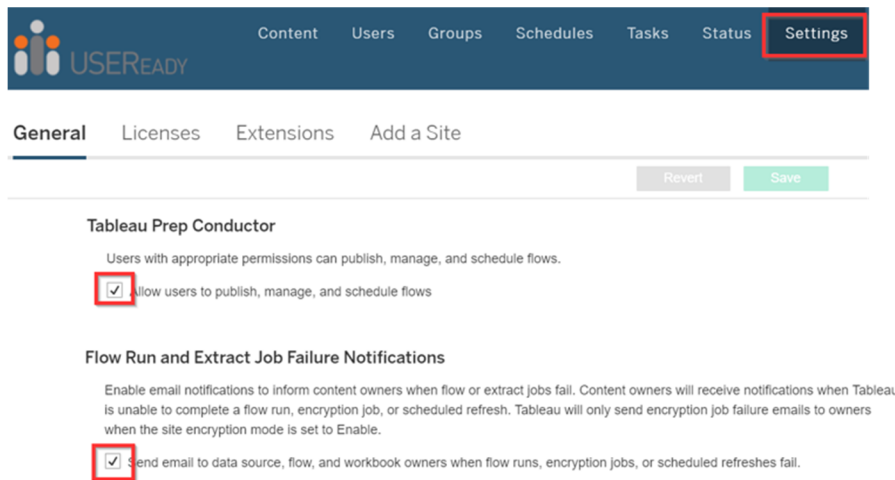 Content Users Groups Schedules Tasks Status Settings
USEREADY
General Licenses Extensions Add a Site
Revert Save
Tableau Prep Conductor
Users with appropriate permissions can publish, manage, and schedule flows.
Allow users to publish, manage, and schedule flows
Flow Run and Extract Job Failure Notifications
Enable email notifications to inform content owners when flow or extract jobs fail. Content owners will receive notifications when Tableau
is unable to complete a flow run, encryption job, or scheduled refresh. Tableau will only send encryption job failure emails to owners
when the site encryption mode is set to Enable.
Send email to data source, flow, and workbook owners when flow runs, encryption jobs, or scheduled refreshes fail.